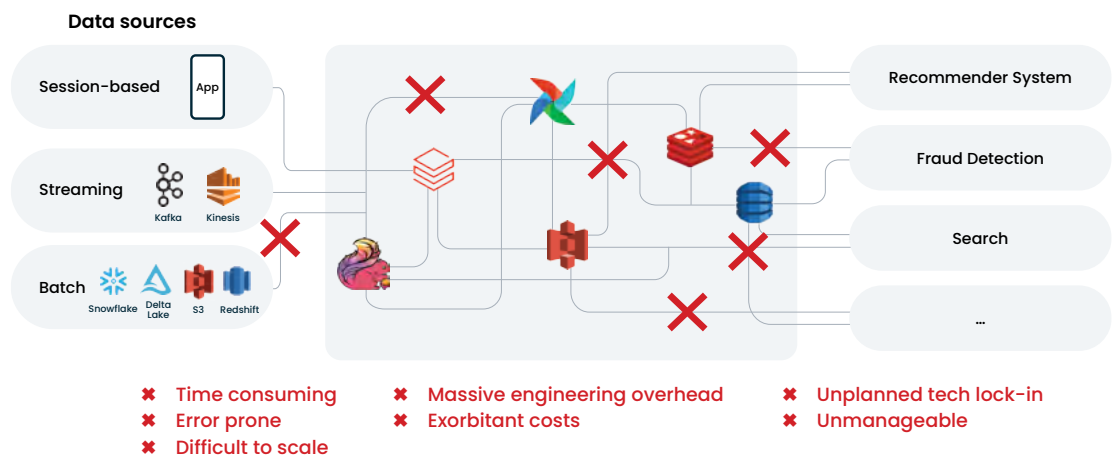 Data sources
Session-based
App
Streaming
Kafka
Kinesis
Batch
Snowflake
Delta
Lake
S3
Redshift
Recommender System
Fraud Detection
Search
...
Time consuming
Error prone
Difficult to scale
Massive engineering overhead
Exorbitant costs
Unplanned tech lock-in
Unmanageable